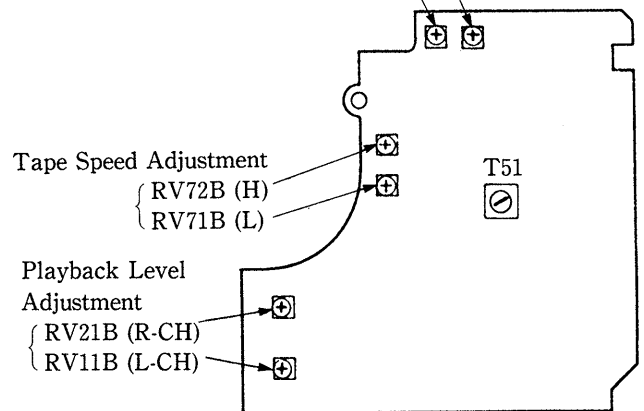 Tape Speed Adjustment
RV72B (H)
RV71B (L)
T51
Playback Level
Adjustment
RV21B (R-CH)
RV11B (L-CH)